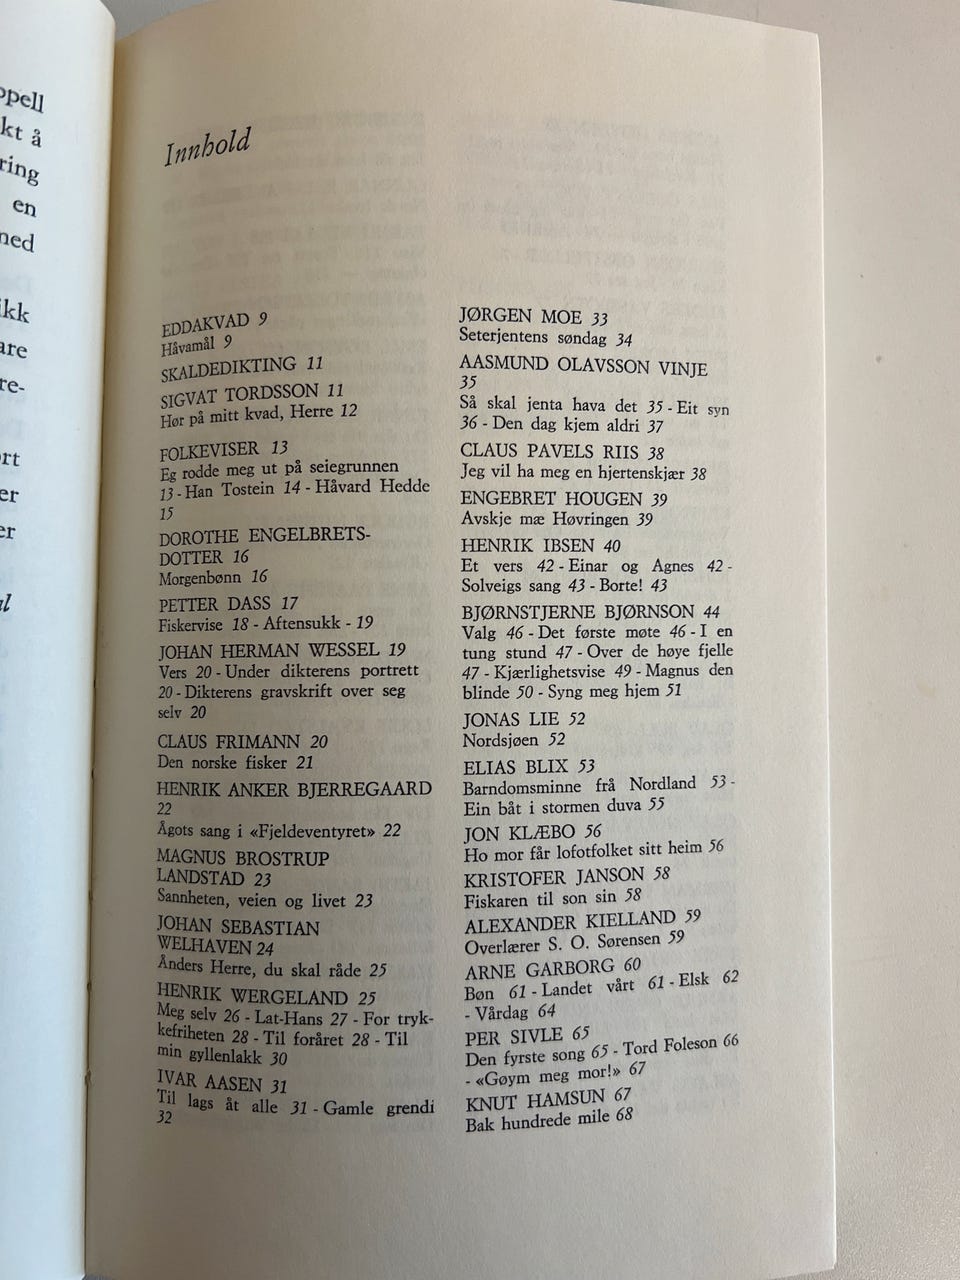 ppell
kt å
ring
en
ned
ikk
are
re-
rt
er
er
al
Innhold
EDDAKVAD 9
Håvamål 9
SKALDEDIKTING 11
SIGVAT TORDSSON 11
Hør på mitt kvad, Herre 12
FOLKEVISER 13
Eg rodde meg ut på seiegrunnen
13 - Han Tostein 14 - Håvard Hedde
15
DOROTHE ENGELBRETS-
DOTTER 16
Morgenbønn 16
PETTER DASS 17
Fiskervise 18 - Aftensukk - 19
JOHAN HERMAN WESSEL 19
Vers 20 - Under dikterens portrett
20 - Dikterens gravskrift over seg
selv 20
CLAUS FRIMANN 20
Den norske fisker 21
HENRIK ANKER BJERREGAARD
22
Ågots sang i «Fjeldeventyret» 22
MAGNUS BROSTRUP
LANDSTAD 23
Sannheten, veien og livet 23
JOHAN SEBASTIAN
WELHAVEN 24
Ånders Herre, du skal råde 25
HENRIK WERGELAND 25
Meg selv 26 - Lat-Hans 27 - For tryk-
kefriheten 28 - Til foråret 28 - Til
min gyllenlakk 30
IVAR AASEN 31
Til lags åt alle 31 - Gamle grendi
32
JØRGEN MOE 33
Seterjentens søndag 34
AASMUND OLAVSSON VINJE
35
Så skal jenta hava det 35 - Eit syn
36 - Den dag kjem aldri 37
CLAUS PAVELS RIIS 38
Jeg vil ha meg en hjertenskjær 38
ENGEBRET HOUGEN 39
Avskje mæ Høvringen 39
HENRIK IBSEN 40
Et vers 42 - Einar og Agnes 42 -
Solveigs sang 43 - Borte! 43
BJØRNSTJERNE BJØRNSON 44
Valg 46 - Det første møte 46 - I en
tung stund 47 - Over de høye fjelle
47 - Kjærlighetsvise 49 - Magnus den
blinde 50 - Syng meg hjem 51
JONAS LIE 52
Nordsjøen 52
ELIAS BLIX 53
Barndomsminne frå Nordland 53 -
Ein båt i stormen duva 55
JON KLÆBO 56
Ho mor får lofotfolket sitt heim 56
KRISTOFER JANSON 58
Fiskaren til son sin 58
ALEXANDER KIELLAND 59
Overlærer S. O. Sørensen 59
ARNE GARBORG 60
Bøn 61 - Landet vårt 61 - Elsk 62
- Vårdag 64
PER SIVLE 65
Den fyrste song 65 - Tord Foleson 66
- «Gøym meg mor!» 67
KNUT HAMSUN 67
Bak hundrede mile 68